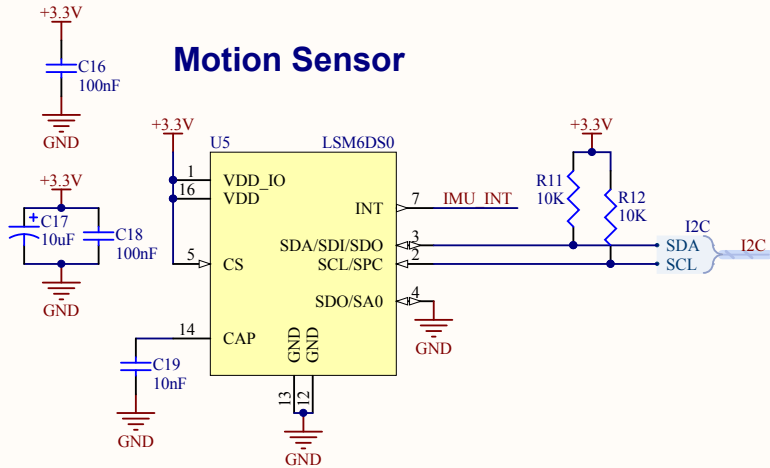 +3.3V
Motion Sensor
C16
100nF
GND
+3.3V
U5
LSM6DS0
+3.3V
+3.3V
1
VDD_IO
16
VDD
R11
10K
R12
10K
7
INT
IMU_INT
C17
10uF
C18
100nF
I2C
3
SDA/SDI/SDO
SDA
I2C
5
CS
2
SCL/SPC
SCL
GND
4
SDO/SA0
GND
14
CAP
GND
GND
C19
10nF
13
12
GND
GND